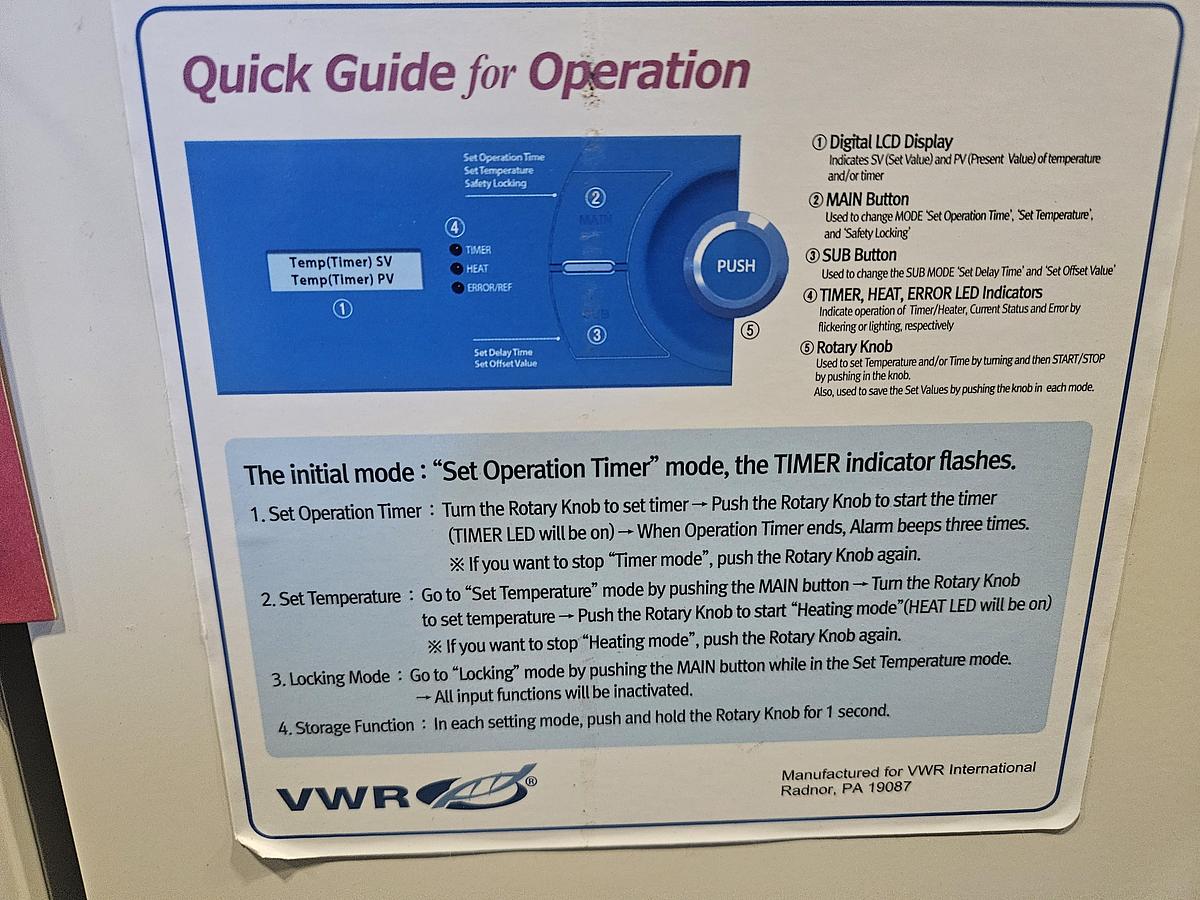 Quick Guide for Operation
Set Operation Time
Set Temperature
Safety Locking
②
MAIN
④
TIMER
HEAT
ERROR/REF
Temp(Timer) SV
Temp(Timer) PV
①
PUSH
⑤
SUB
③
Set Delay Time
Set Offset Value
① Digital LCD Display
Indicates SV (Set Value) and PV (Present Value) of temperature
and/or timer
② MAIN Button
Used to change MODE 'Set Operation Time', 'Set Temperature',
and 'Safety Locking'
③ SUB Button
Used to change the SUB MODE 'Set Delay Time' and 'Set Offset Value'
④ TIMER, HEAT, ERROR LED Indicators
Indicate operation of Timer/Heater, Current Status and Error by
flickering or lighting, respectively
⑤ Rotary Knob
Used to set Temperature and/or Time by turning and then START/STOP
by pushing in the knob.
Also, used to save the Set Values by pushing the knob in each mode.
The initial mode : “Set Operation Timer” mode, the TIMER indicator flashes.
1. Set Operation Timer : Turn the Rotary Knob to set timer → Push the Rotary Knob to start the timer
(TIMER LED will be on) → When Operation Timer ends, Alarm beeps three times.
※ If you want to stop “Timer mode”, push the Rotary Knob again.
2. Set Temperature : Go to “Set Temperature” mode by pushing the MAIN button → Turn the Rotary Knob
to set temperature → Push the Rotary Knob to start “Heating mode”(HEAT LED will be on)
※ If you want to stop “Heating mode”, push the Rotary Knob again.
3. Locking Mode : Go to “Locking” mode by pushing the MAIN button while in the Set Temperature mode.
→ All input functions will be inactivated.
4. Storage Function : In each setting mode, push and hold the Rotary Knob for 1 second.
VWR ®
Manufactured for VWR International
Radnor, PA 19087